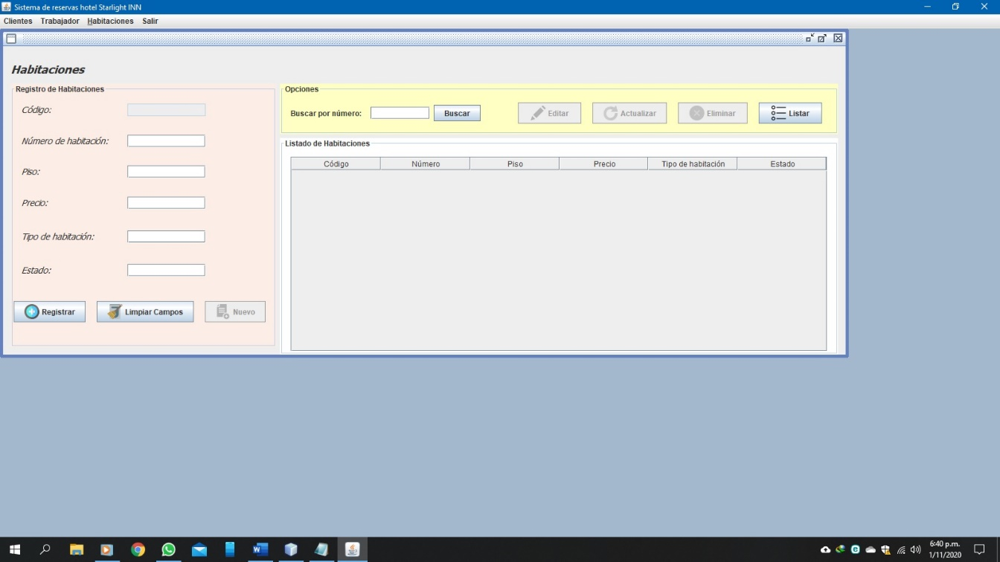 Sistema de reservas hotel Starlight INN
Clientes Trabajador Habitaciones Salir
Habitaciones
Registro de Habitaciones
Código:
Número de habitación:
Piso:
Precio:
Tipo de habitación:
Estado:
Registrar Limpiar Campos Nuevo
Opciones
Buscar por número: Buscar Editar Actualizar Eliminar Listar
Listado de Habitaciones
Código Número Piso Precio Tipo de habitación Estado
6:40 p.m.
1/11/2020